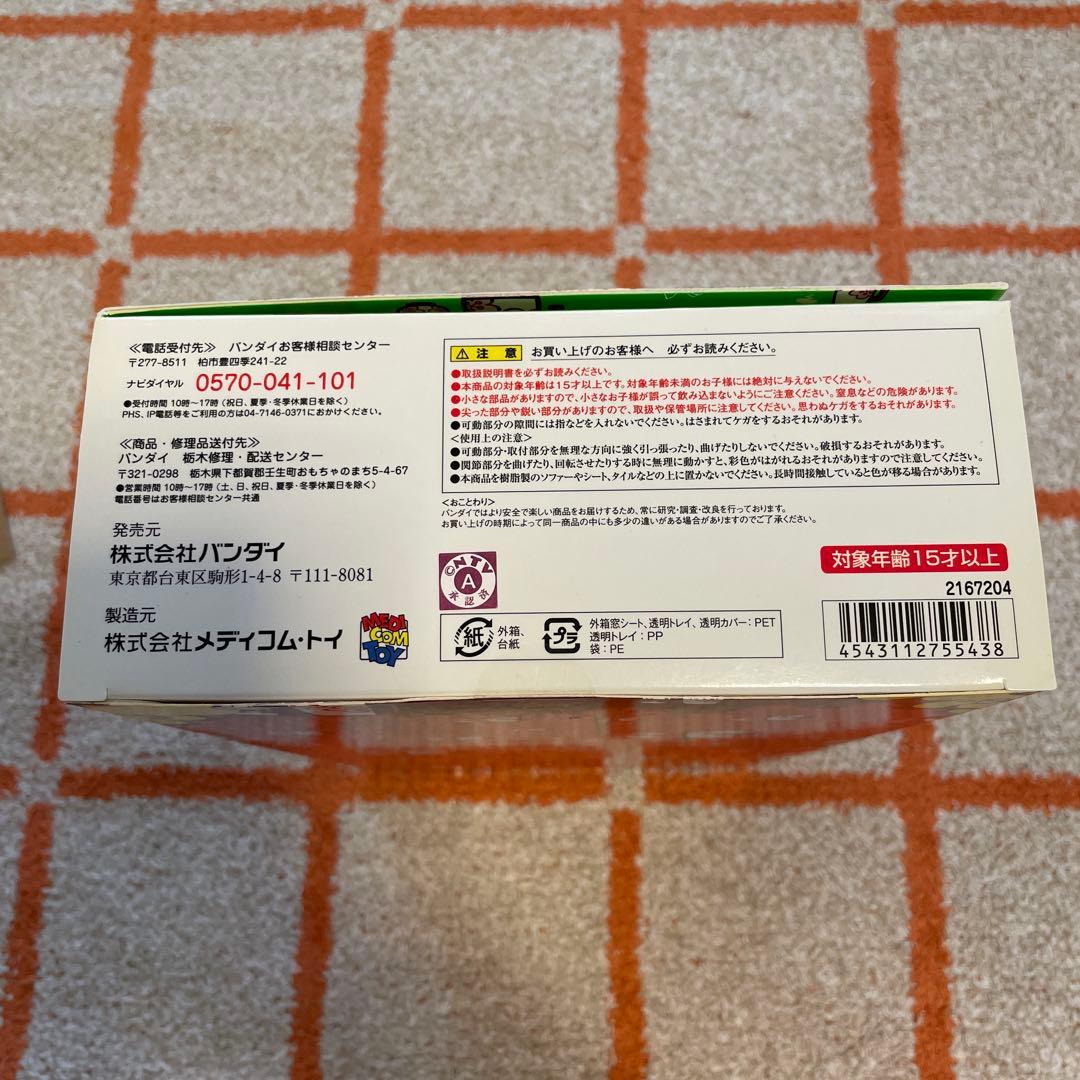 ≪電話受付先≫ バンダイお客様相談センター
〒277-8511 柏市豊四季241-22
ナビダイヤル 0570-041-101
●受付時間 10時～17時(祝日、夏季・冬季休業日を除く)
PHS、IP電話等をご利用の方は04-7146-0371におかけください。
≪商品・修理品送付先≫
バンダイ 栃木修理・配送センター
〒321-0298 栃木県下都賀郡壬生町おもちゃのまち5-4-67
●営業時間 10時～17時(土、日、祝日、夏季・冬季休業日を除く)
電話番号はお客様相談センター共通
発売元
株式会社バンダイ
東京都台東区駒形1-4-8 〒111-8081
製造元
株式会社メディコム・トイ
MEDI
COM
TOY
⚠注意 お買い上げのお客様へ 必ずお読みください。
●取扱説明書を必ずお読みください。
●本商品の対象年齢は15才以上です。対象年齢未満のお子様には絶対に与えないでください。
●小さな部品がありますので、小さなお子様が誤って飲み込まないようにご注意ください。窒息などの危険があります。
●尖った部分や鋭い部分がありますので、取扱や保管場所に注意してください。思わぬケガをするおそれがあります。
●可動部分の隙間には指などを入れないでください。はさまれてケガをするおそれがあります。
<使用上の注意>
●可動部分・取付部分を無理な方向に強く引っ張ったり、曲げたりしないでください。破損するおそれがあります。
●関節部分を曲げたり、回転させたりする時に無理に動かすと、彩色がはがれるおそれがありますので注意してください。
●本商品を樹脂製のソファーやシート、タイルなどの上に置かないでください。長時間接触していると色が移る場合があります。
<おことわり>
バンダイではより安全で楽しい商品をお届けするため、常に研究・調査・改良を行っております。
お買い上げの時期によって同一商品の中にも多少の違いがある場合がありますのでご了承ください。
©NTV
A
承認済
紙 外箱、
台紙
プラ 外箱窓シート、透明トレイ、透明カバー:PET
透明トレイ:PP
袋:PE
対象年齢15才以上
2167204
4543112755438